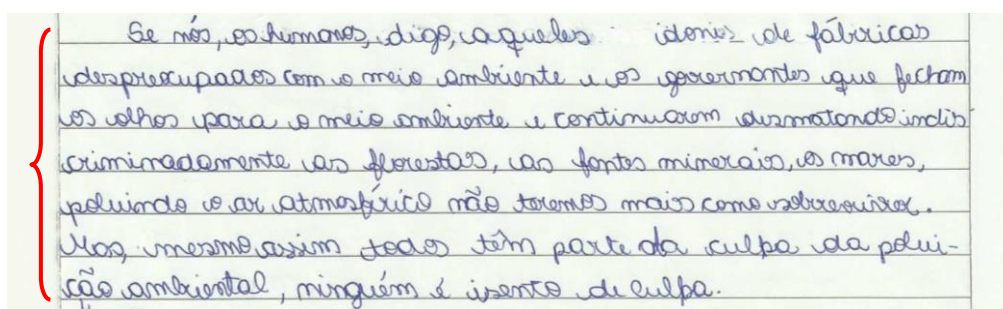 Se nós, os humanos, digo, aqueles donos de fábricas
despreocupados com o meio ambiente e os governantes que fecham
os olhos para o meio ambiente e continuarem desmatando indis
criminadamente as florestas, as fontes minerais, os mares,
poluindo o ar atmosférico não teremos mais como sobreviver.
Mas, mesmo assim todos têm parte da culpa da polui-
ção ambiental, ninguém é isento de culpa.